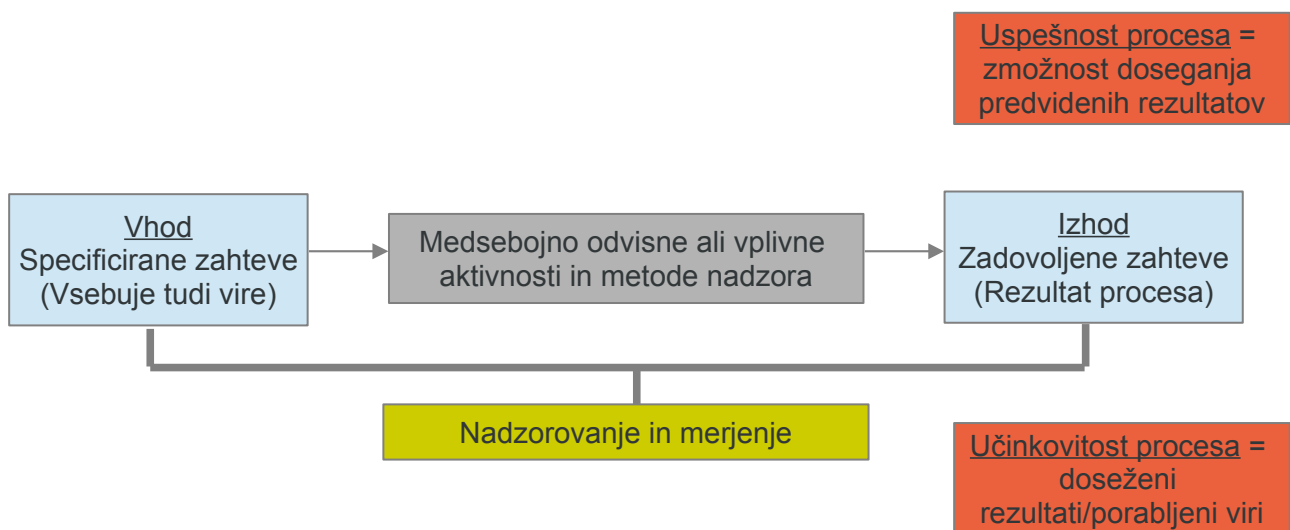 Uspešnost procesa =
zmožnost doseganja
predvidenih rezultatov
Vhod
Specificirane zahteve
(Vsebuje tudi vire)
Medsebojno odvisne ali vplivne
aktivnosti in metode nadzora
Izhod
Zadovoljene zahteve
(Rezultat procesa)
Nadzorovanje in merjenje
Učinkovitost procesa =
doseženi
rezultati/porabljeni viri